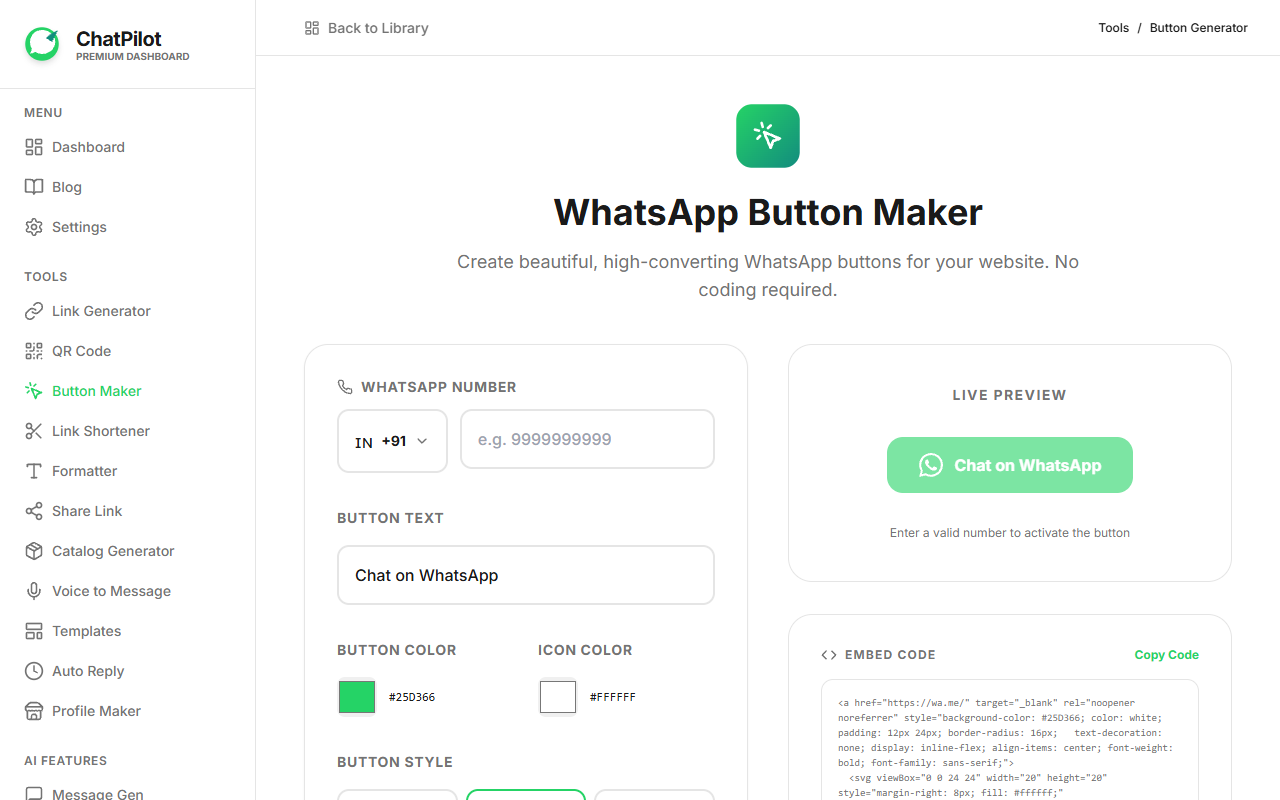 ChatPilot
PREMIUM DASHBOARD
MENU
Dashboard
Blog
Settings
TOOLS
Link Generator
QR Code
Button Maker
Link Shortener
Formatter
Share Link
Catalog Generator
Voice to Message
Templates
Auto Reply
Profile Maker
AI FEATURES
Message Gen
Back to Library
Tools / Button Generator
WhatsApp Button Maker
Create beautiful, high-converting WhatsApp buttons for your website. No
coding required.
WHATSAPP NUMBER
IN +91
e.g. 9999999999
BUTTON TEXT
Chat on WhatsApp
BUTTON COLOR
#25D366
ICON COLOR
#FFFFFF
BUTTON STYLE
LIVE PREVIEW
Chat on WhatsApp
Enter a valid number to activate the button
EMBED CODE
Copy Code
<a href="https://wa.me/" target="_blank" rel="noopener
noreferrer" style="background-color: #25D366; color: white;
padding: 12px 24px; border-radius: 16px;   text-decoration:
none; display: inline-flex; align-items: center; font-weight:
bold; font-family: sans-serif;">
  <svg viewBox="0 0 24 24" width="20" height="20"
style="margin-right: 8px; fill: #ffffff;"